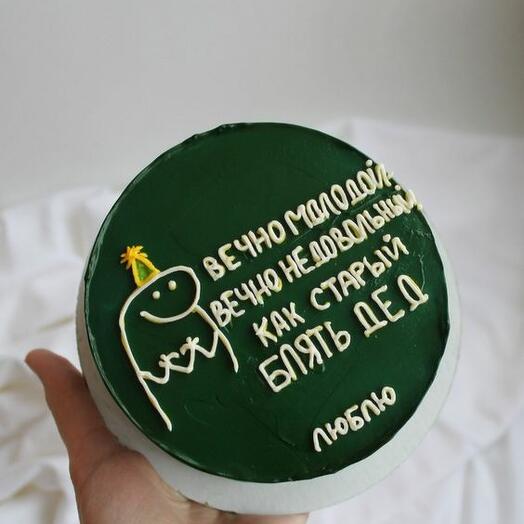 ВЕЧНО МОЛОДОЙ,
ВЕЧНО НЕДОВОЛЬНЫЙ,
КАК СТАРЫЙ
БЛЯТЬ ДЕД
ЛЮБЛЮ